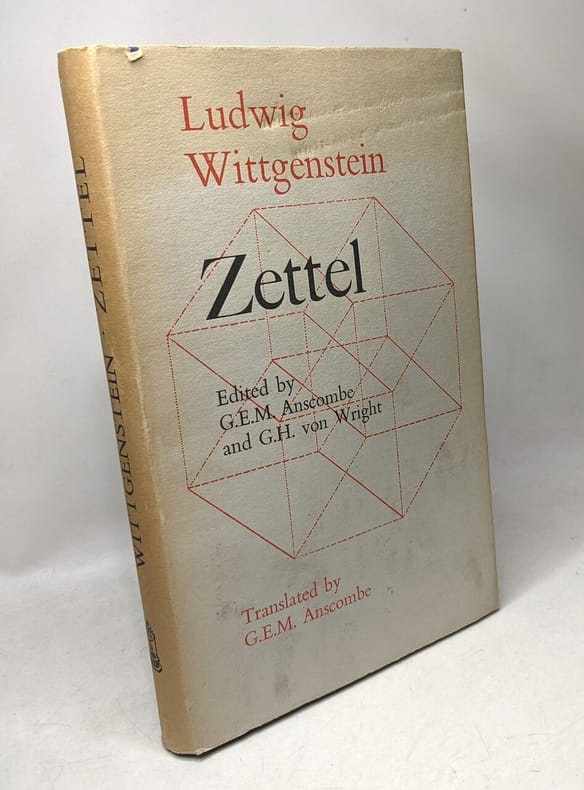 Ludwig
Wittgenstein
Zettel
Edited by
G.E.M. Anscombe
and G.H. von Wright
Translated by
G.E.M. Anscombe
WITTGENSTEIN · ZETTEL